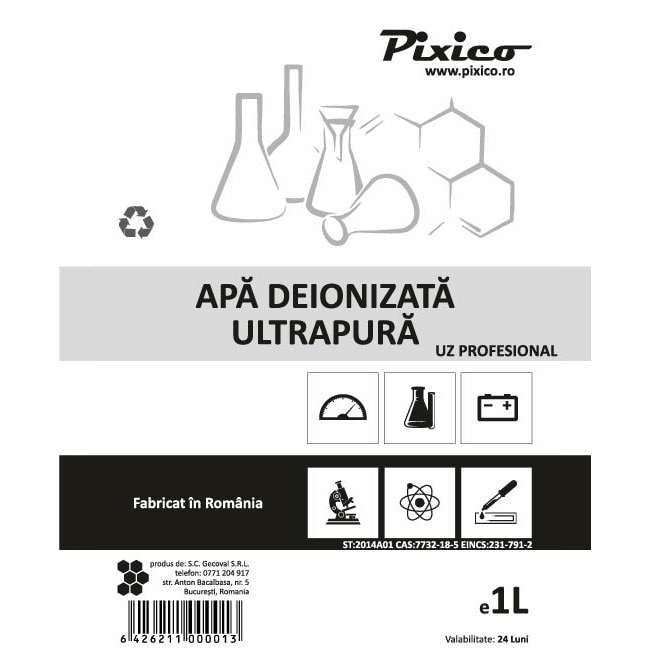 Pixico
www.pixico.ro
APĂ DEIONIZATĂ
ULTRAPURĂ
UZ PROFESIONAL
Fabricat în România
ST:2014A01 CAS:7732-18-5 EINCS:231-791-2
produs de: S.C. Gecoval S.R.L.
telefon: 0771 204 917
str. Anton Bacalbasa, nr. 5
București, Romania
6 426211 000013
e1L
Valabilitate: 24 Luni